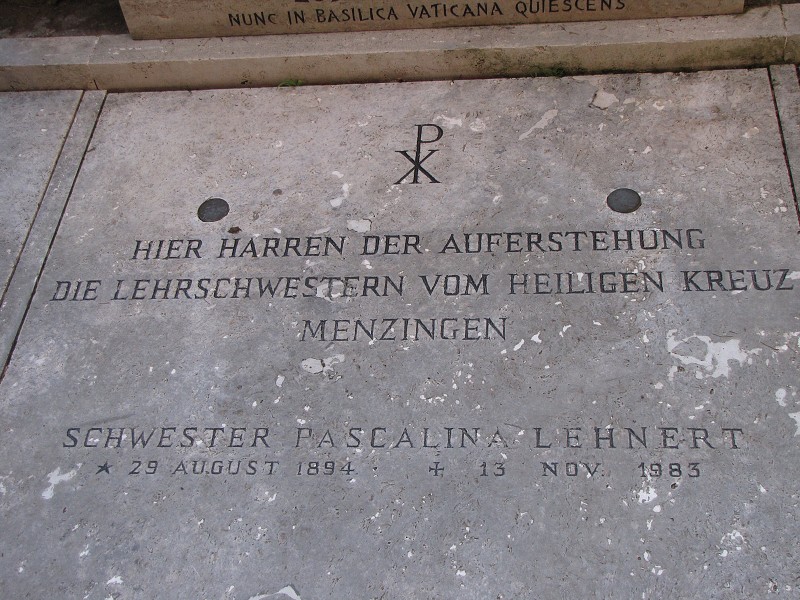 NUNC IN BASILICA VATICANA QUIESCENS
HIER HARREN DER AUFERSTEHUNG
DIE LEHRSCHWESTERN VOM HEILIGEN KREUZ
MENZINGEN
SCHWESTER PASCALINA LEHNERT
* 29 AUGUST 1894 + 13 NOV. 1983